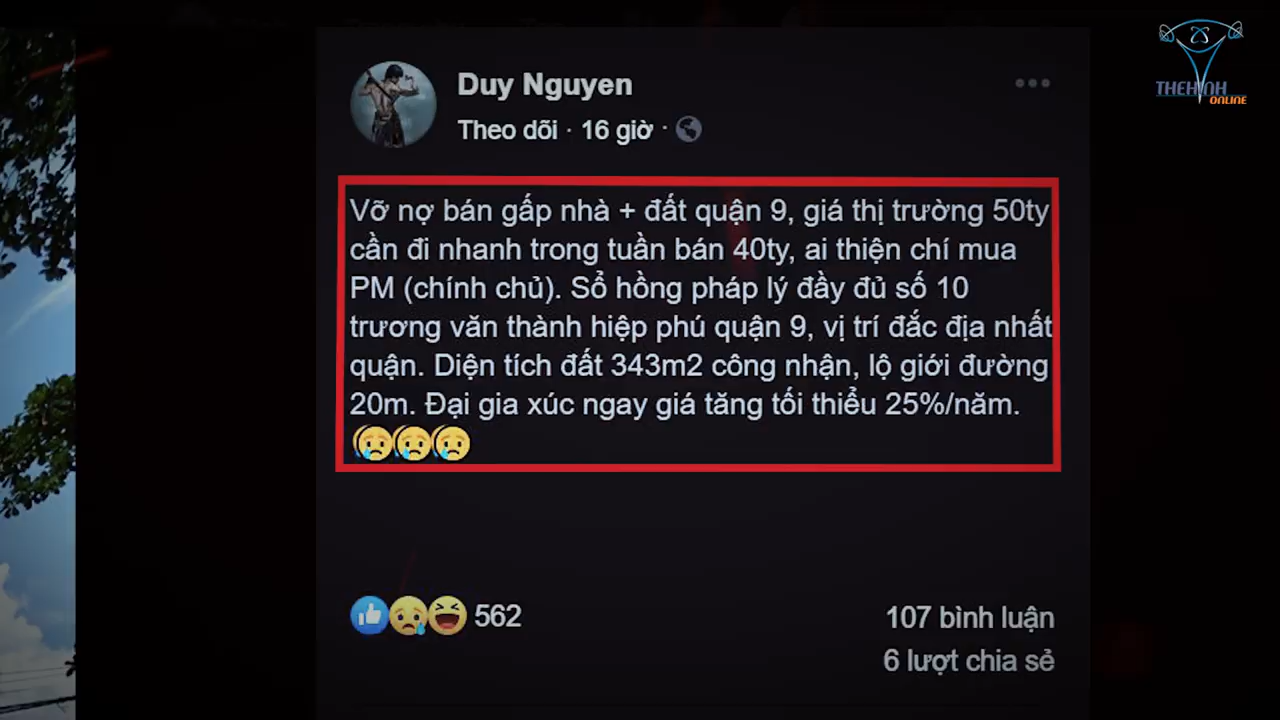 THEHINH
ONLINE
Duy Nguyen
Theo dõi · 16 giờ ·
Vỡ nợ bán gấp nhà + đất quận 9, giá thị trường 50ty
cần đi nhanh trong tuần bán 40ty, ai thiện chí mua
PM (chính chủ). Sổ hồng pháp lý đầy đủ số 10
trương văn thành hiệp phú quận 9, vị trí đắc địa nhất
quận. Diện tích đất 343m2 công nhận, lộ giới đường
20m. Đại gia xúc ngay giá tăng tối thiểu 25%/năm.
😢😢😢
562
107 bình luận
6 lượt chia sẻ